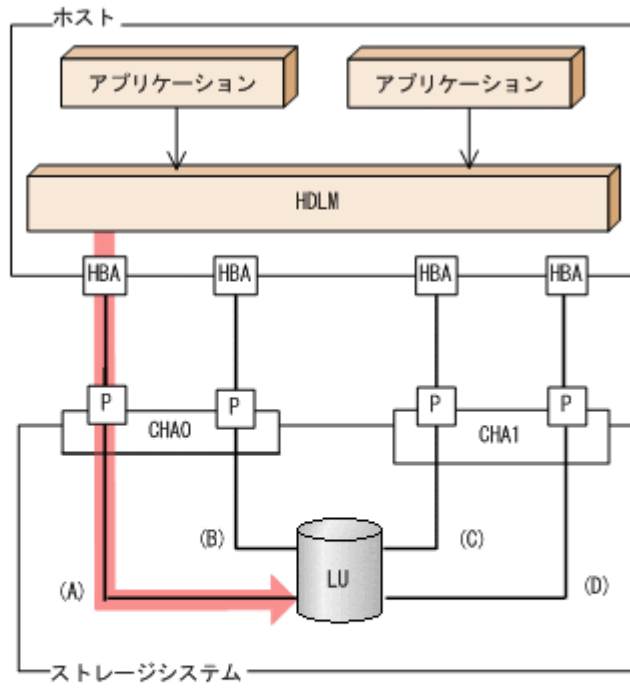 ホスト
アプリケーション
アプリケーション
HDLM
HBA
HBA
HBA
HBA
P
P
P
P
CHA0
CHA1
(B)
(C)
(A)
LU
(D)
ストレージシステム